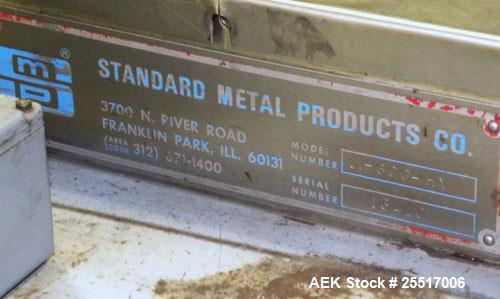 m
STANDARD METAL PRODUCTS CO.
3700 N. RIVER ROAD
FRANKLIN PARK, ILL. 60131
(AREA CODE 312) 671-1400
MODEL NUMBER
SERIAL NUMBER
AEK Stock # 25517006